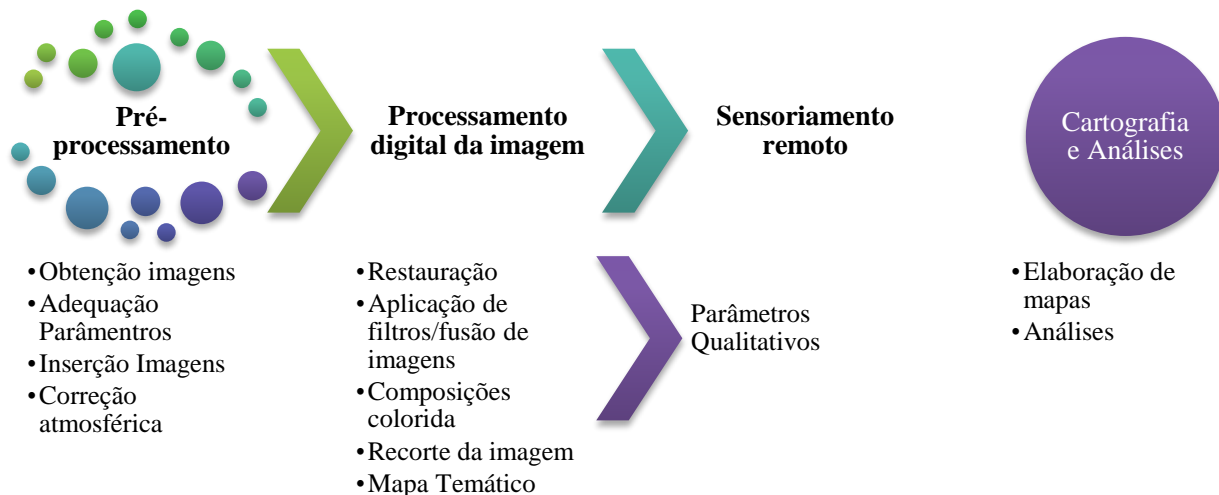 Pré-
processamento
•Obtenção imagens
•Adequação
Parâmentros
•Inserção Imagens
•Correção
atmosférica
Processamento
digital da imagem
•Restauração
•Aplicação de
filtros/fusão de
imagens
•Composições
colorida
•Recorte da imagem
•Mapa Temático
Sensoriamento
remoto
Parâmetros
Qualitativos
Cartografia
e Análises
•Elaboração de
mapas
•Análises